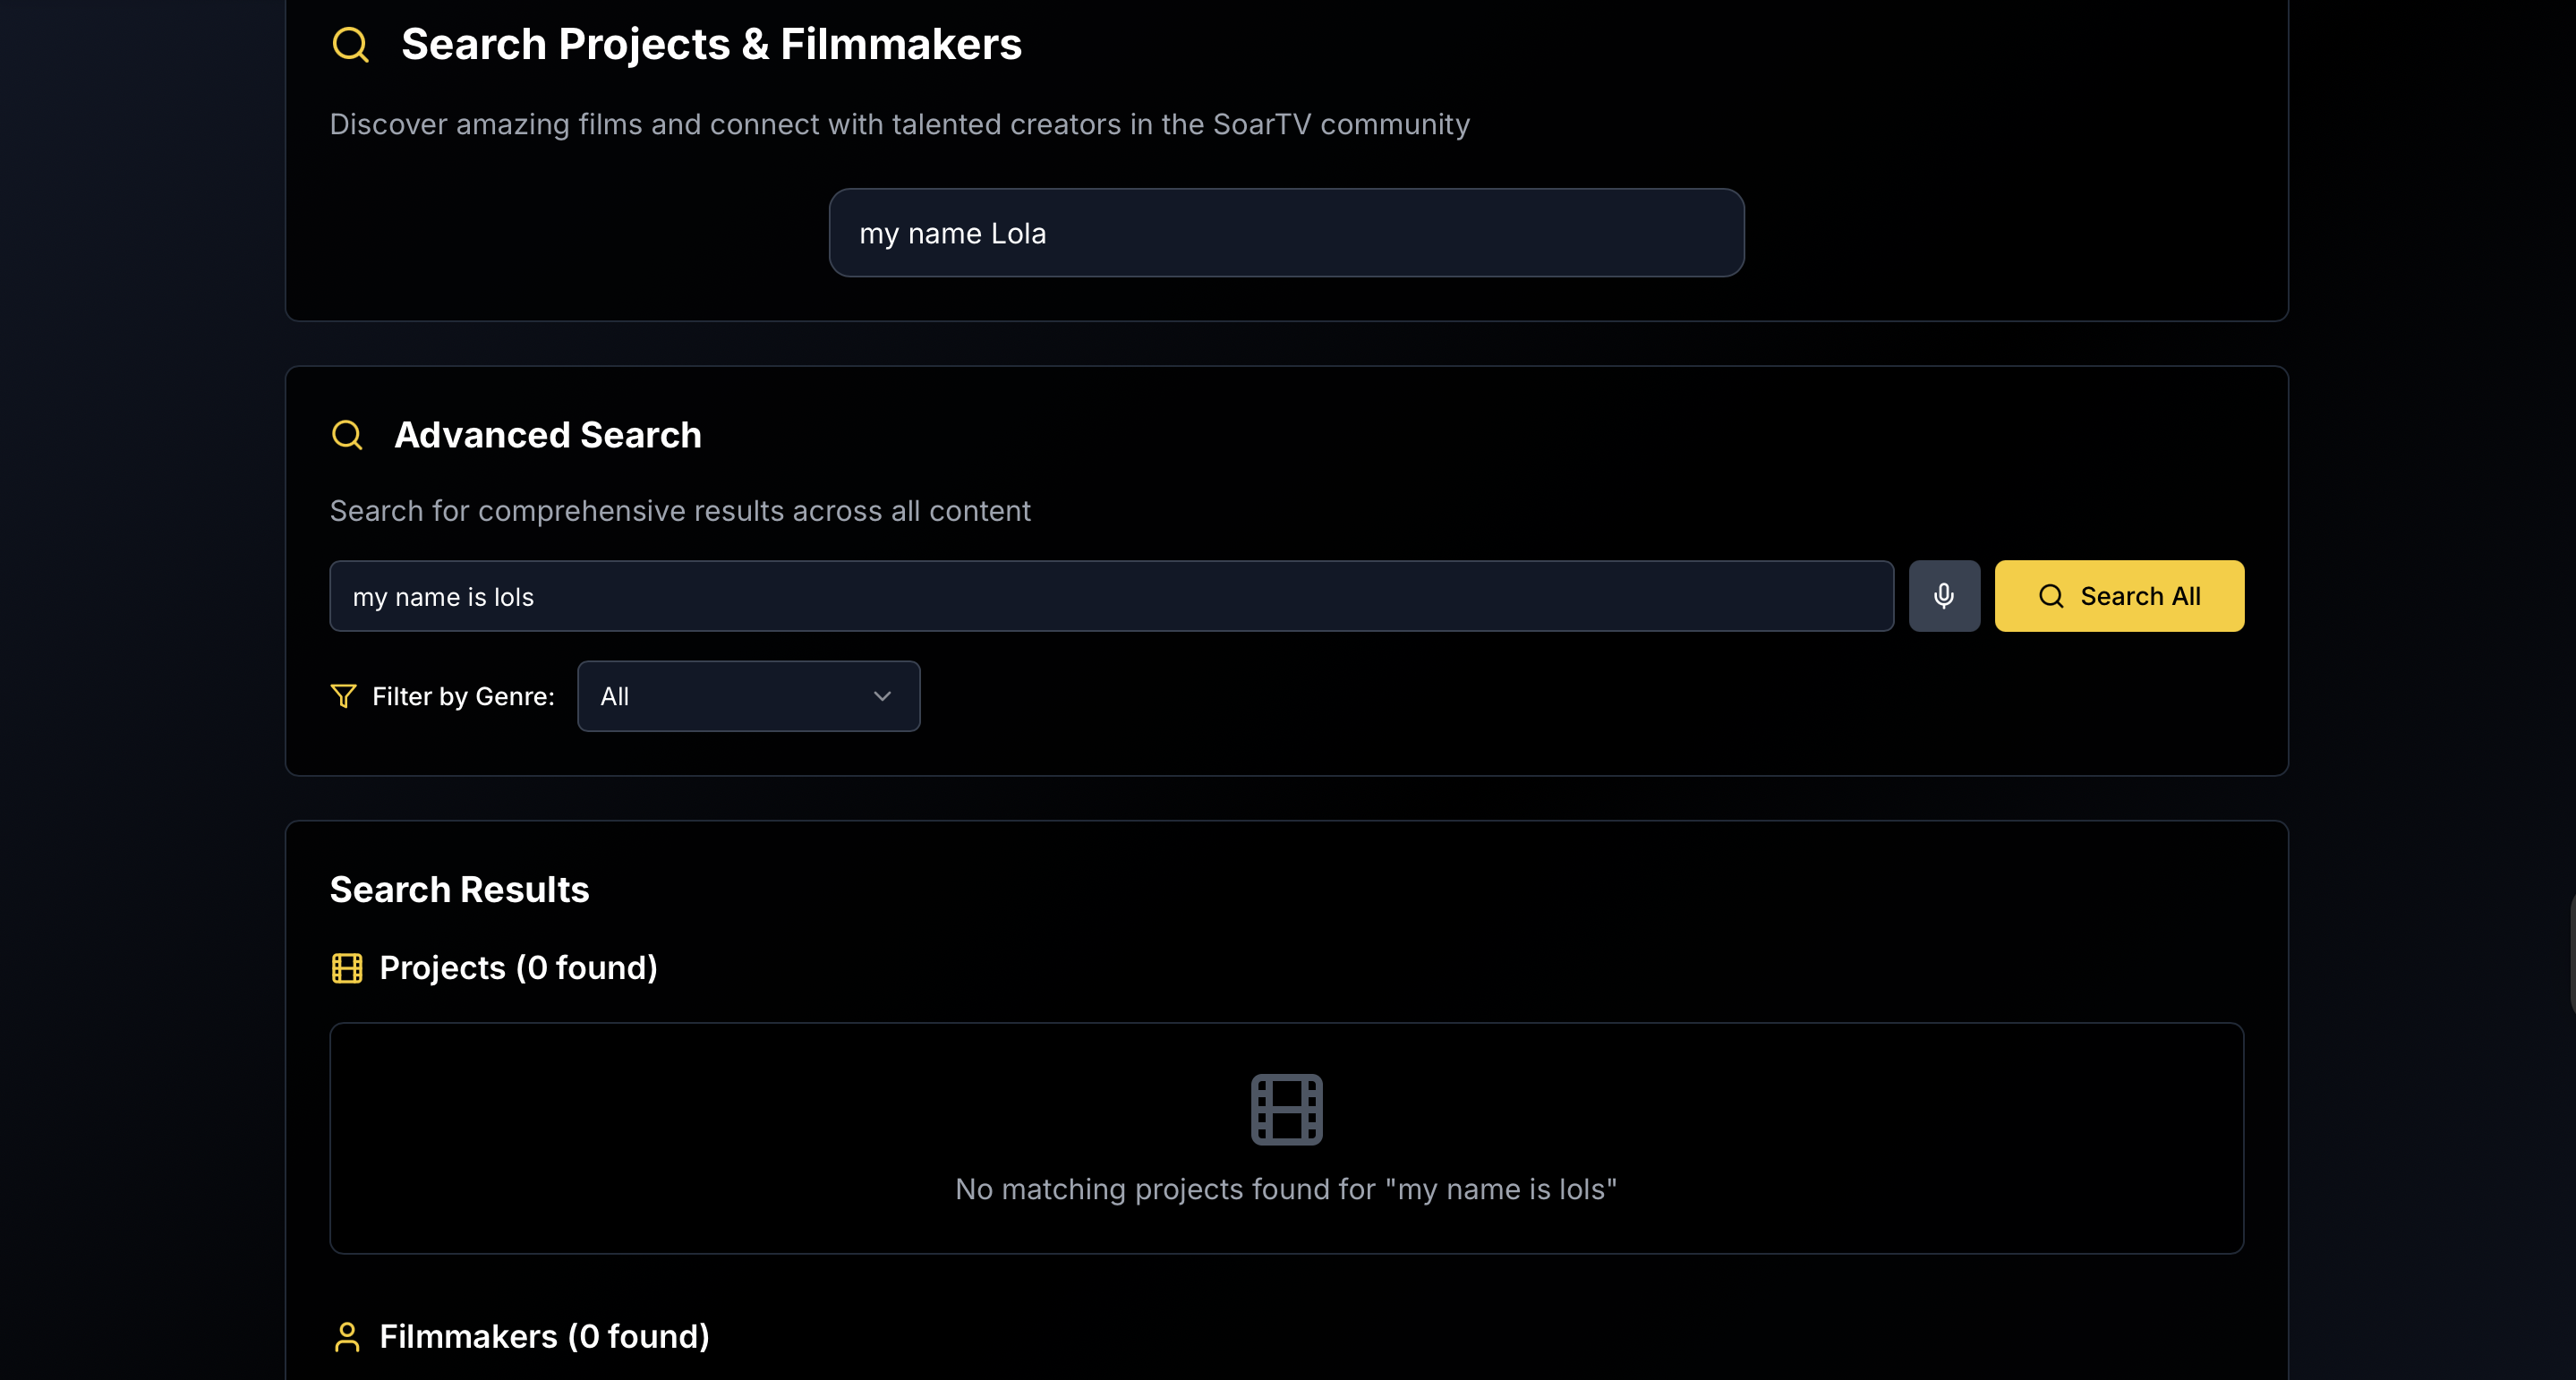 Search Projects & Filmmakers
Discover amazing films and connect with talented creators in the SoarTV community
my name Lola
Advanced Search
Search for comprehensive results across all content
my name is lols
Search All
Filter by Genre:
All
Search Results
Projects (0 found)
No matching projects found for "my name is lols"
Filmmakers (0 found)